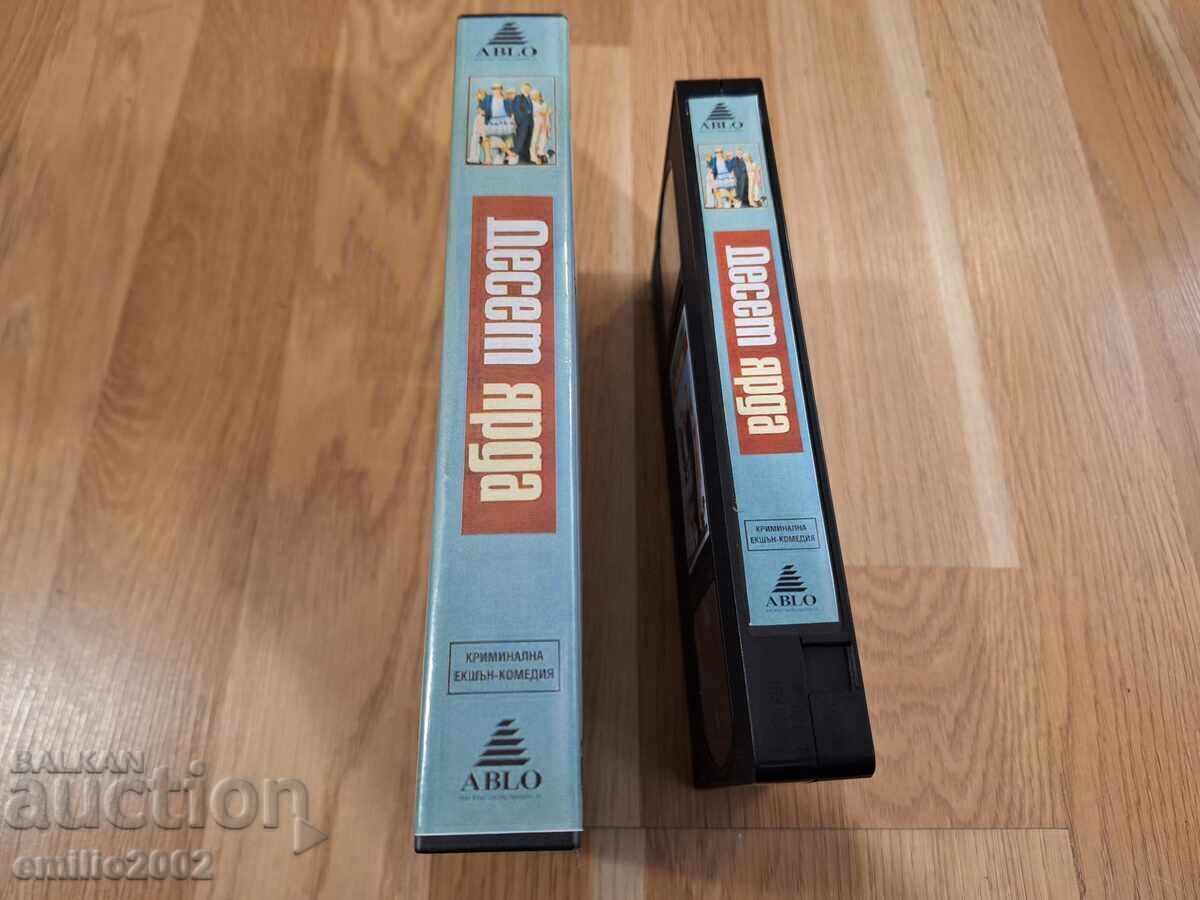 ABLO
Десет ярда
КРИМИНАЛНА
ЕКШЪН-КОМЕДИЯ
ABLO
ABLO
Десет ярда
КРИМИНАЛНА
ЕКШЪН-КОМЕДИЯ
ABLO
BALKAN
auction
emilio2002